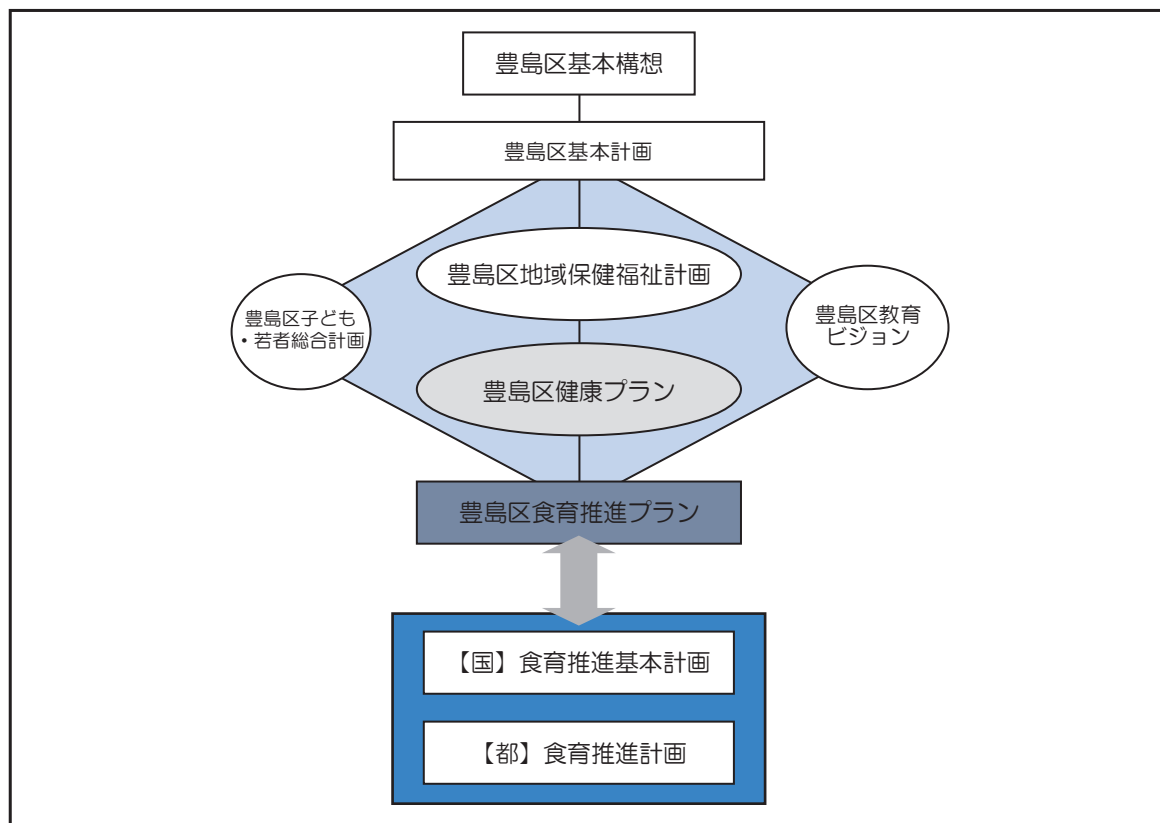 豊島区基本構想
豊島区基本計画
豊島区地域保健福祉計画
豊島区子ども
・若者総合計画
豊島区教育
ビジョン
豊島区健康プラン
豊島区食育推進プラン
【国】食育推進基本計画
【都】食育推進計画